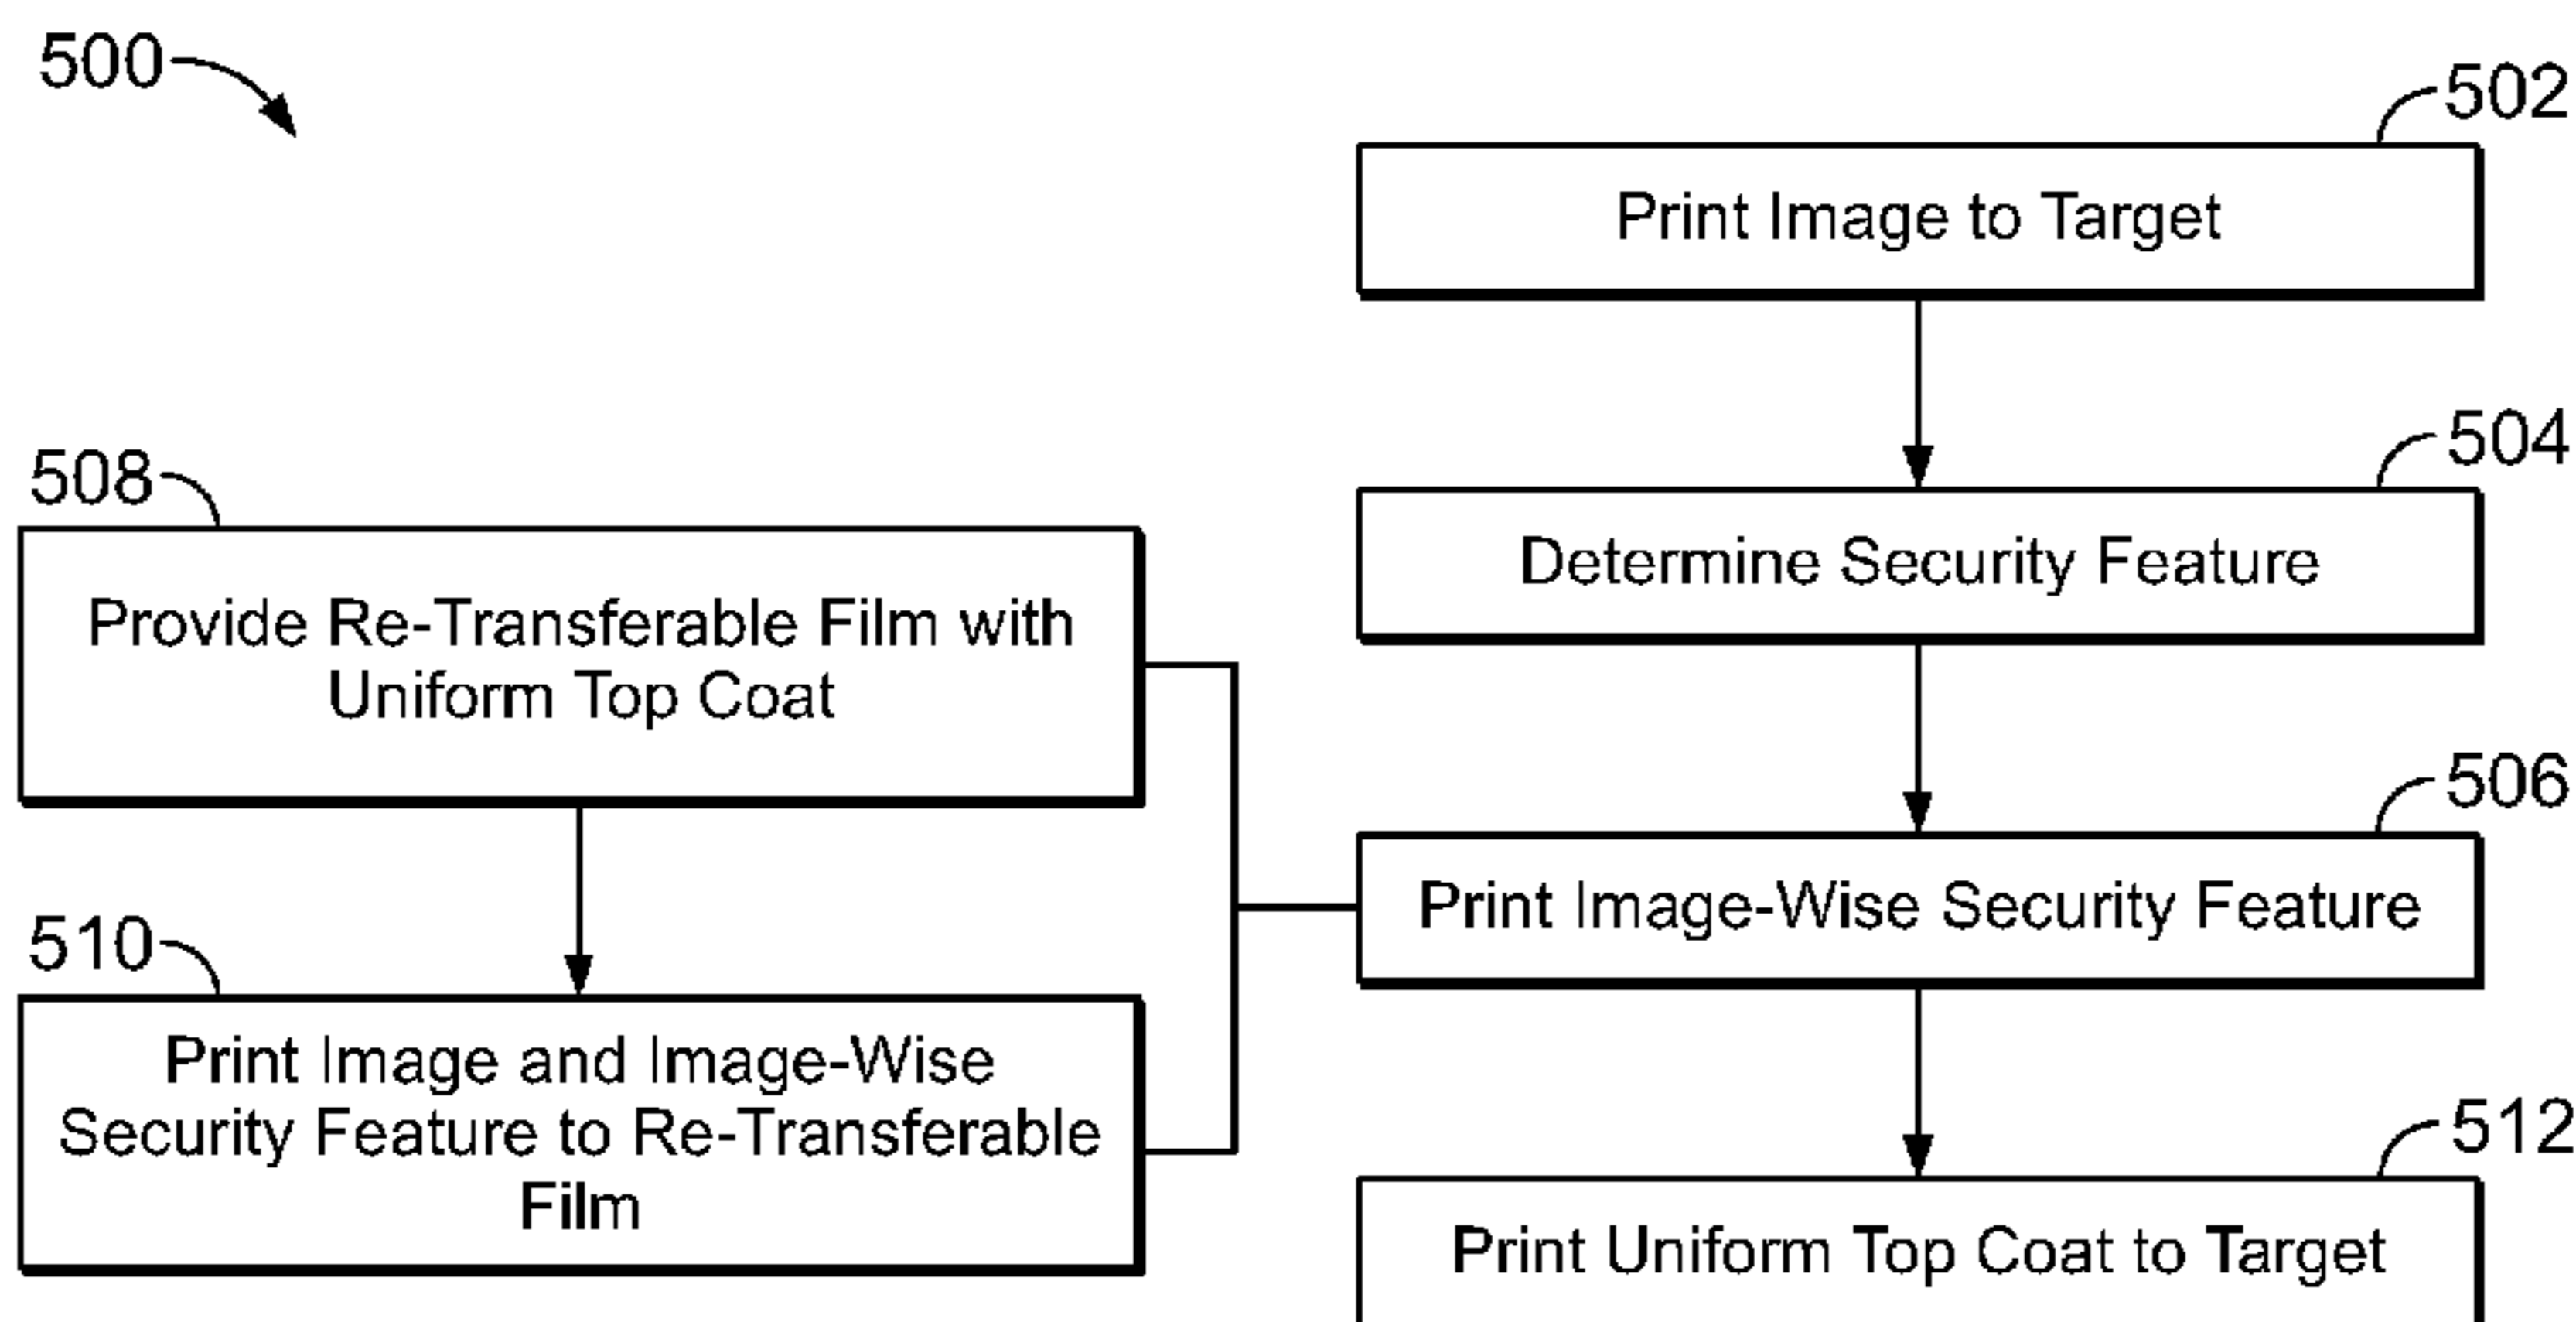 500
502
Print Image to Target
504
Determine Security Feature
508
Provide Re-Transferable Film with
Uniform Top Coat
506
Print Image-Wise Security Feature
510
Print Image and Image-Wise
Security Feature to Re-Transferable
Film
512
Print Uniform Top Coat to Target